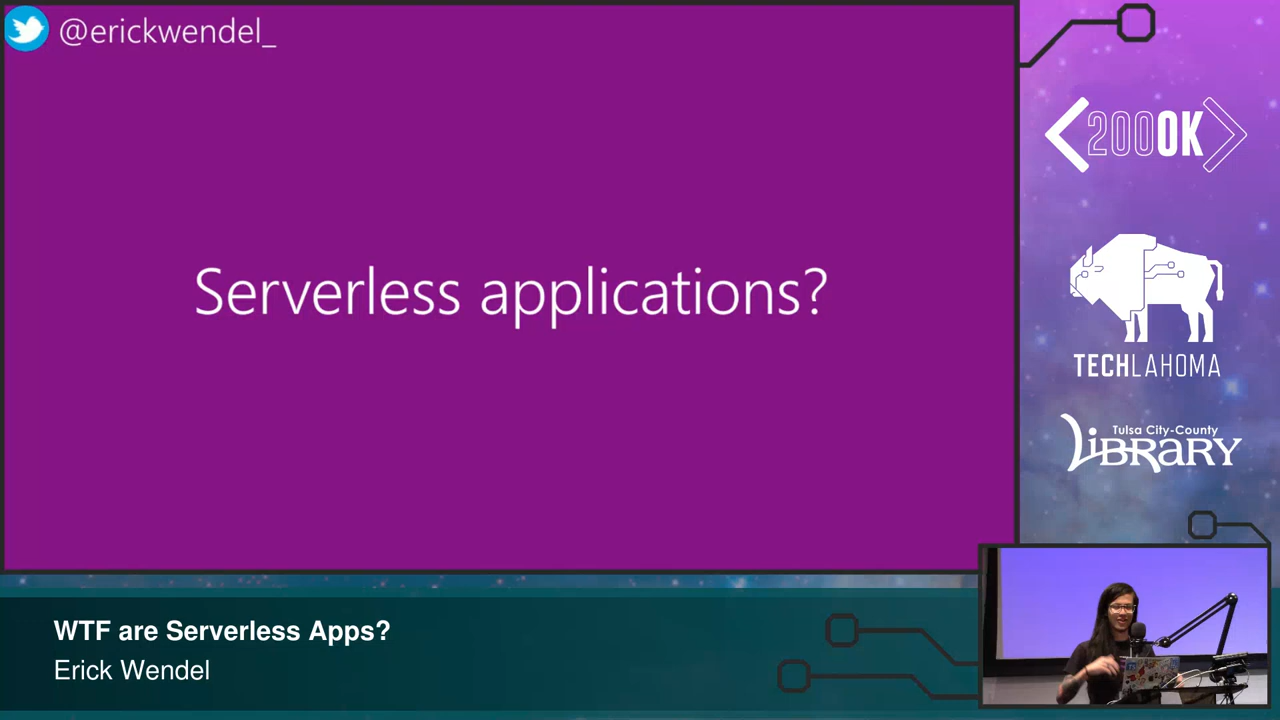 @erickwendel_
Serverless applications?
200OK
TECHLAHOMA
Tulsa City-County
LiBRARY
WTF are Serverless Apps?
Erick Wendel